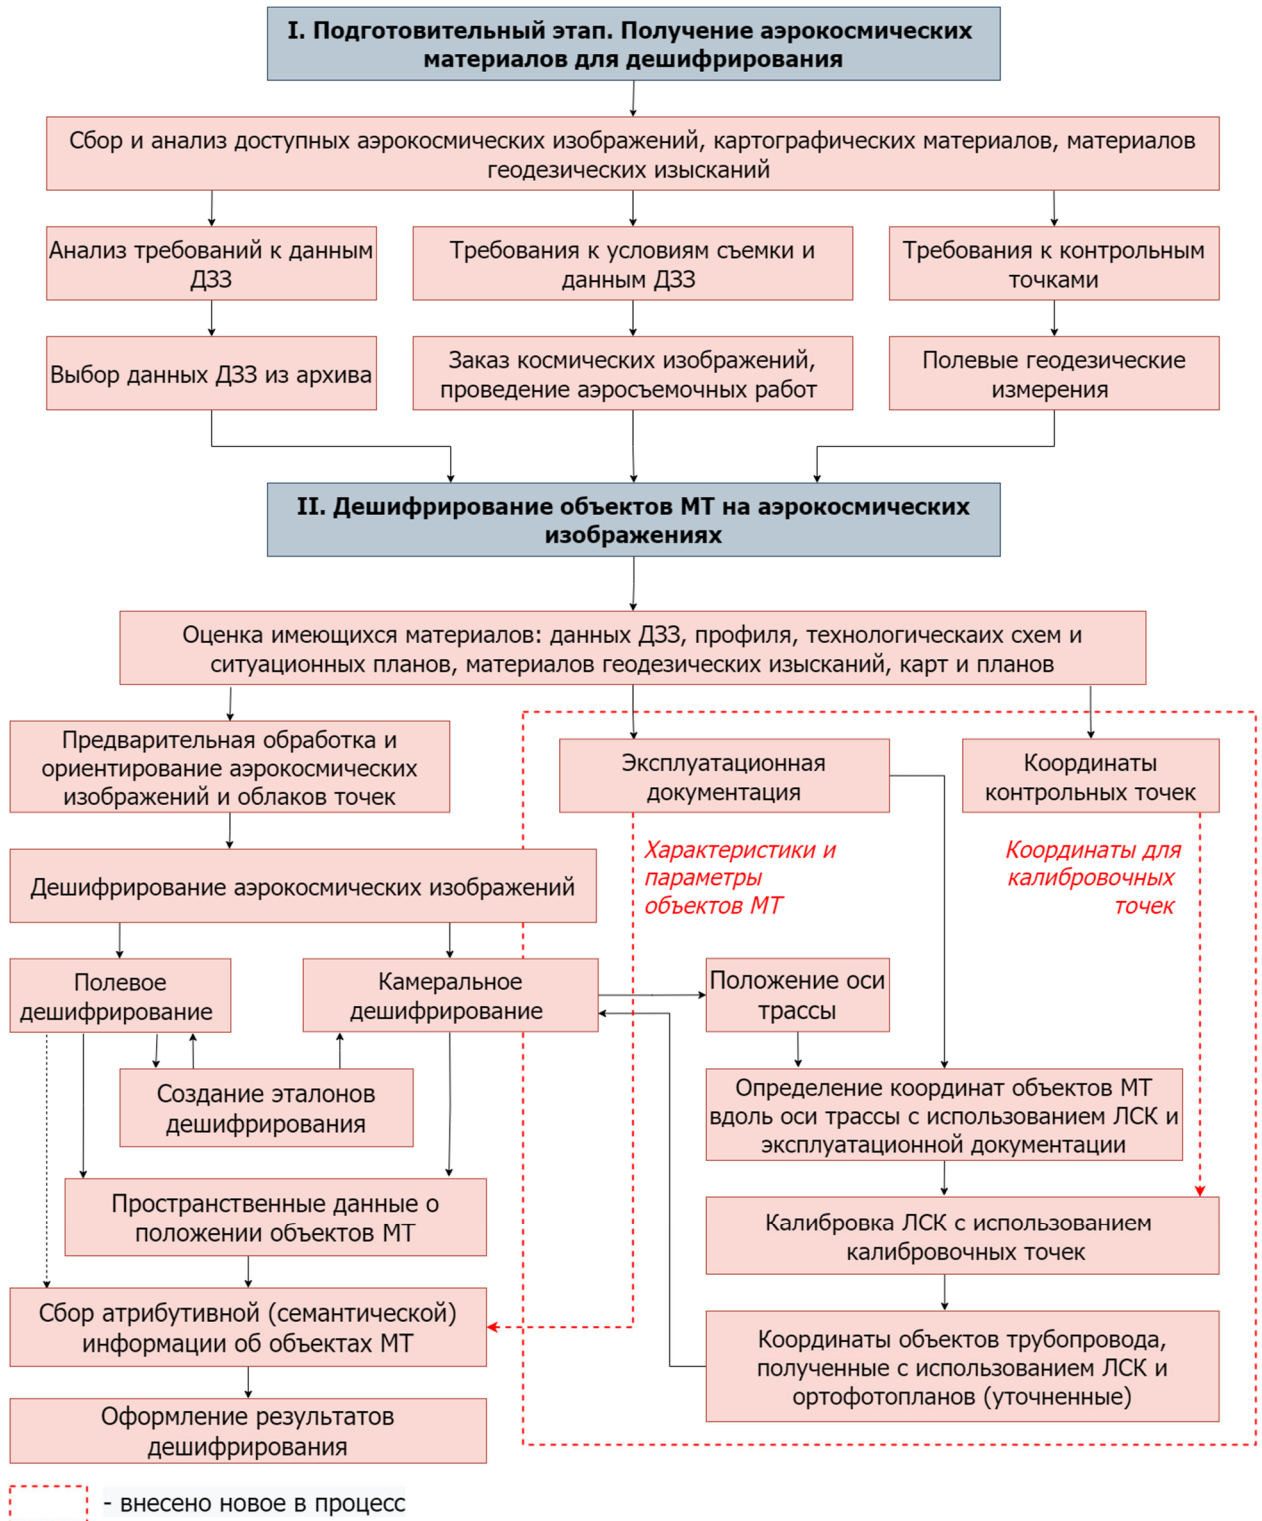 I. Подготовительный этап. Получение аэрокосмических
материалов для дешифрирования
Сбор и анализ доступных аэрокосмических изображений, картографических материалов, материалов
геодезических изысканий
Анализ требований к данным
ДЗЗ
Требования к условиям съемки и
данным ДЗЗ
Требования к контрольным
точками
Выбор данных ДЗЗ из архива
Заказ космических изображений,
проведение аэросъемочных работ
Полевые геодезические
измерения
II. Дешифрирование объектов МТ на аэрокосмических
изображениях
Оценка имеющихся материалов: данных ДЗЗ, профиля, технологическаих схем и
ситуационных планов, материалов геодезических изысканий, карт и планов
Предварительная обработка и
ориентирование аэрокосмических
изображений и облаков точек
Эксплуатационная
документация
Координаты
контрольных точек
Характеристики и
параметры
объектов МТ
Координаты для
калибровочных
точек
Дешифрирование аэрокосмических изображений
Полевое
дешифрирование
Камеральное
дешифрирование
Положение оси
трассы
Создание эталонов
дешифрирования
Определение координат объектов МТ
вдоль оси трассы с использованием ЛСК и
эксплуатационной документации
Пространственные данные о
положении объектов МТ
Калибровка ЛСК с использованием
калибровочных точек
Сбор атрибутивной (семантической)
информации об объектах МТ
Координаты объектов трубопровода,
полученные с использованием ЛСК и
ортофотопланов (уточненные)
Оформление результатов
дешифрирования
- внесено новое в процесс